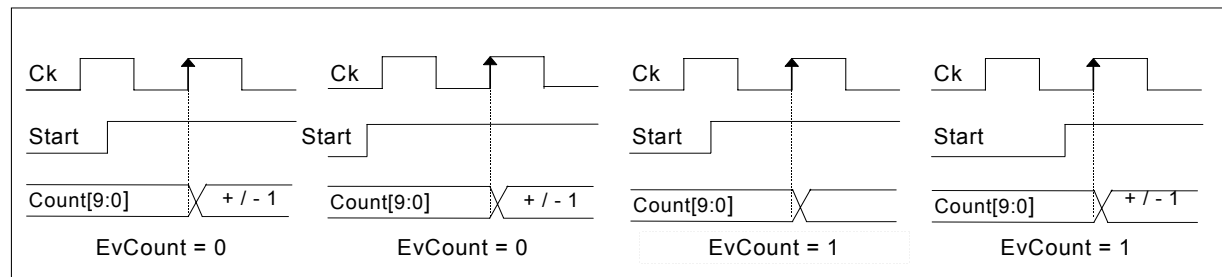 Ck
Start
Count[9:0]
+ / - 1
EvCount = 0
Ck
Start
Count[9:0]
+ / - 1
EvCount = 0
Ck
Start
Count[9:0]
EvCount = 1
Ck
Start
Count[9:0]
+ / - 1
EvCount = 1